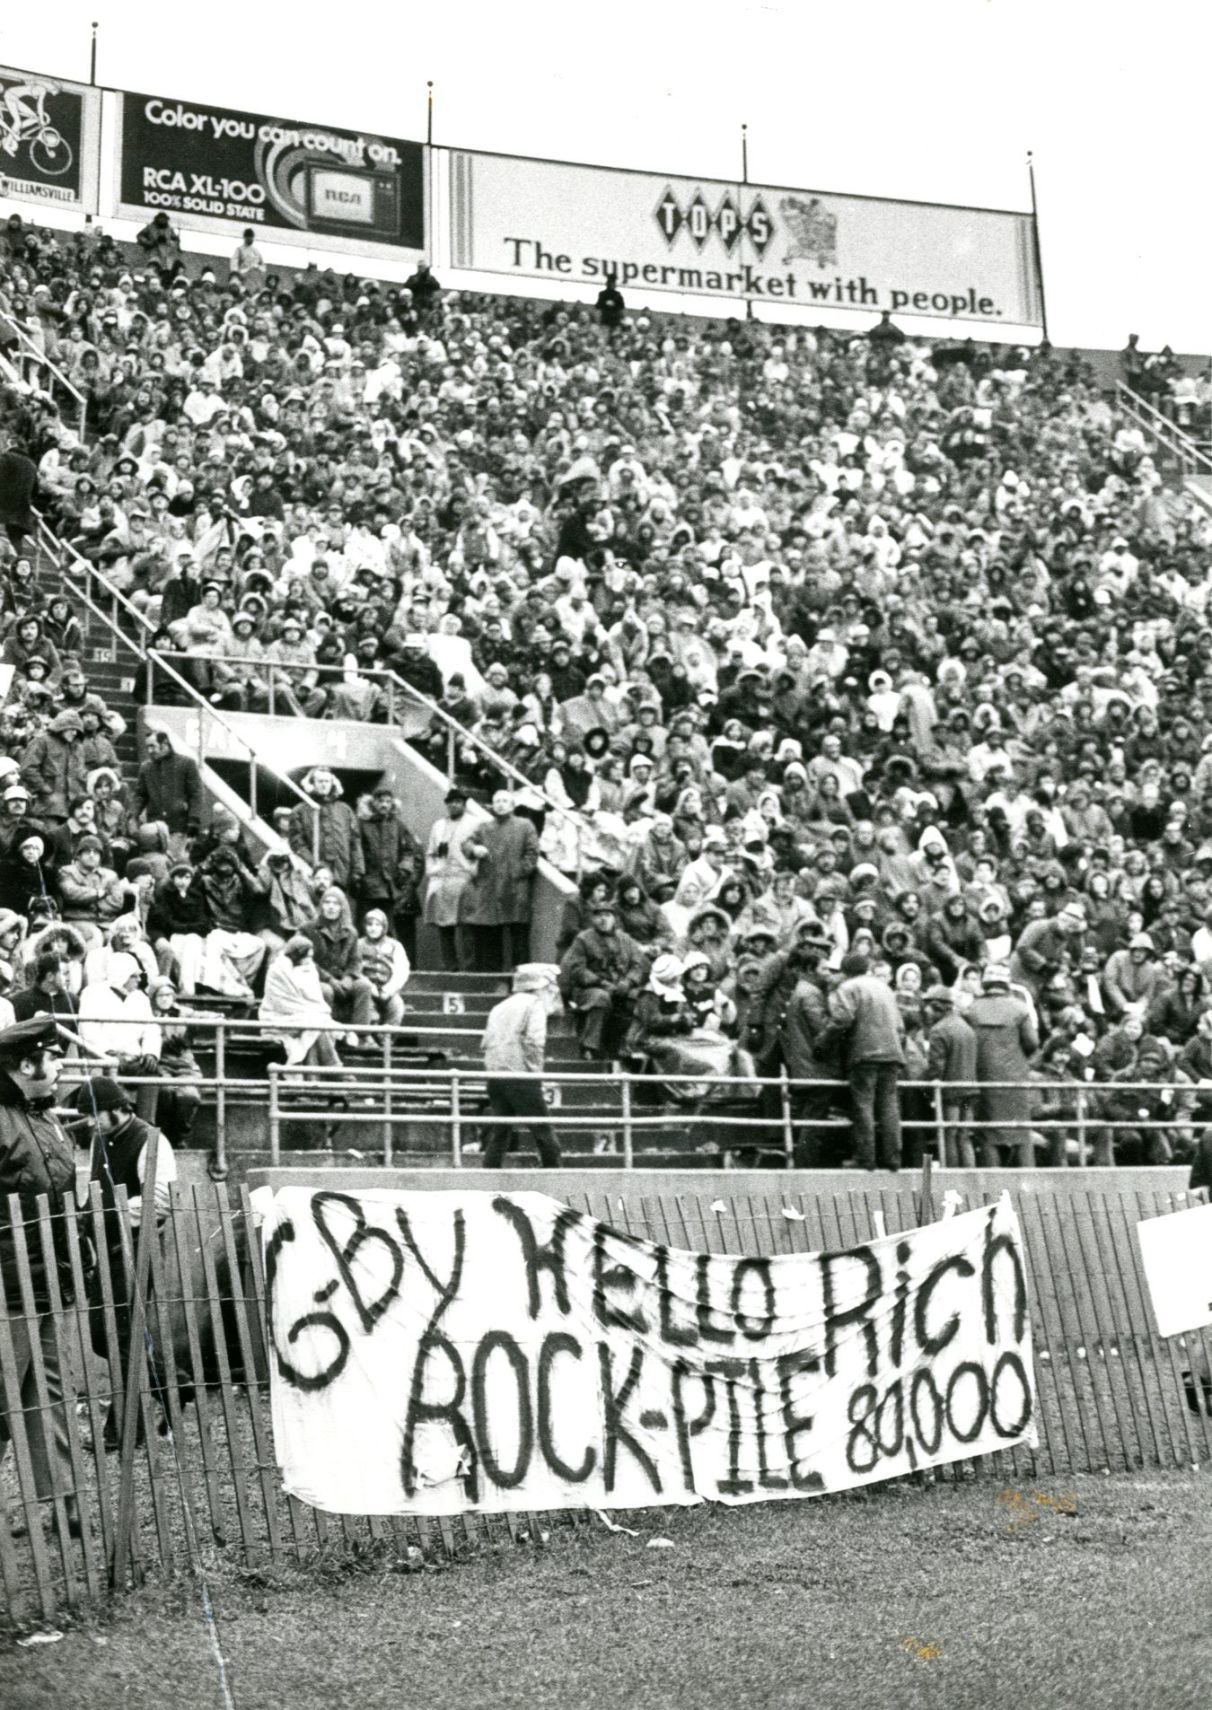 WILLIAMSVILLE
Color you can count on.
RCA XL-100
100% SOLID STATE
RCA
TOPS
The supermarket with people.
5
3
2
G-BY HELLO Rich
ROCK-PILE 80,000